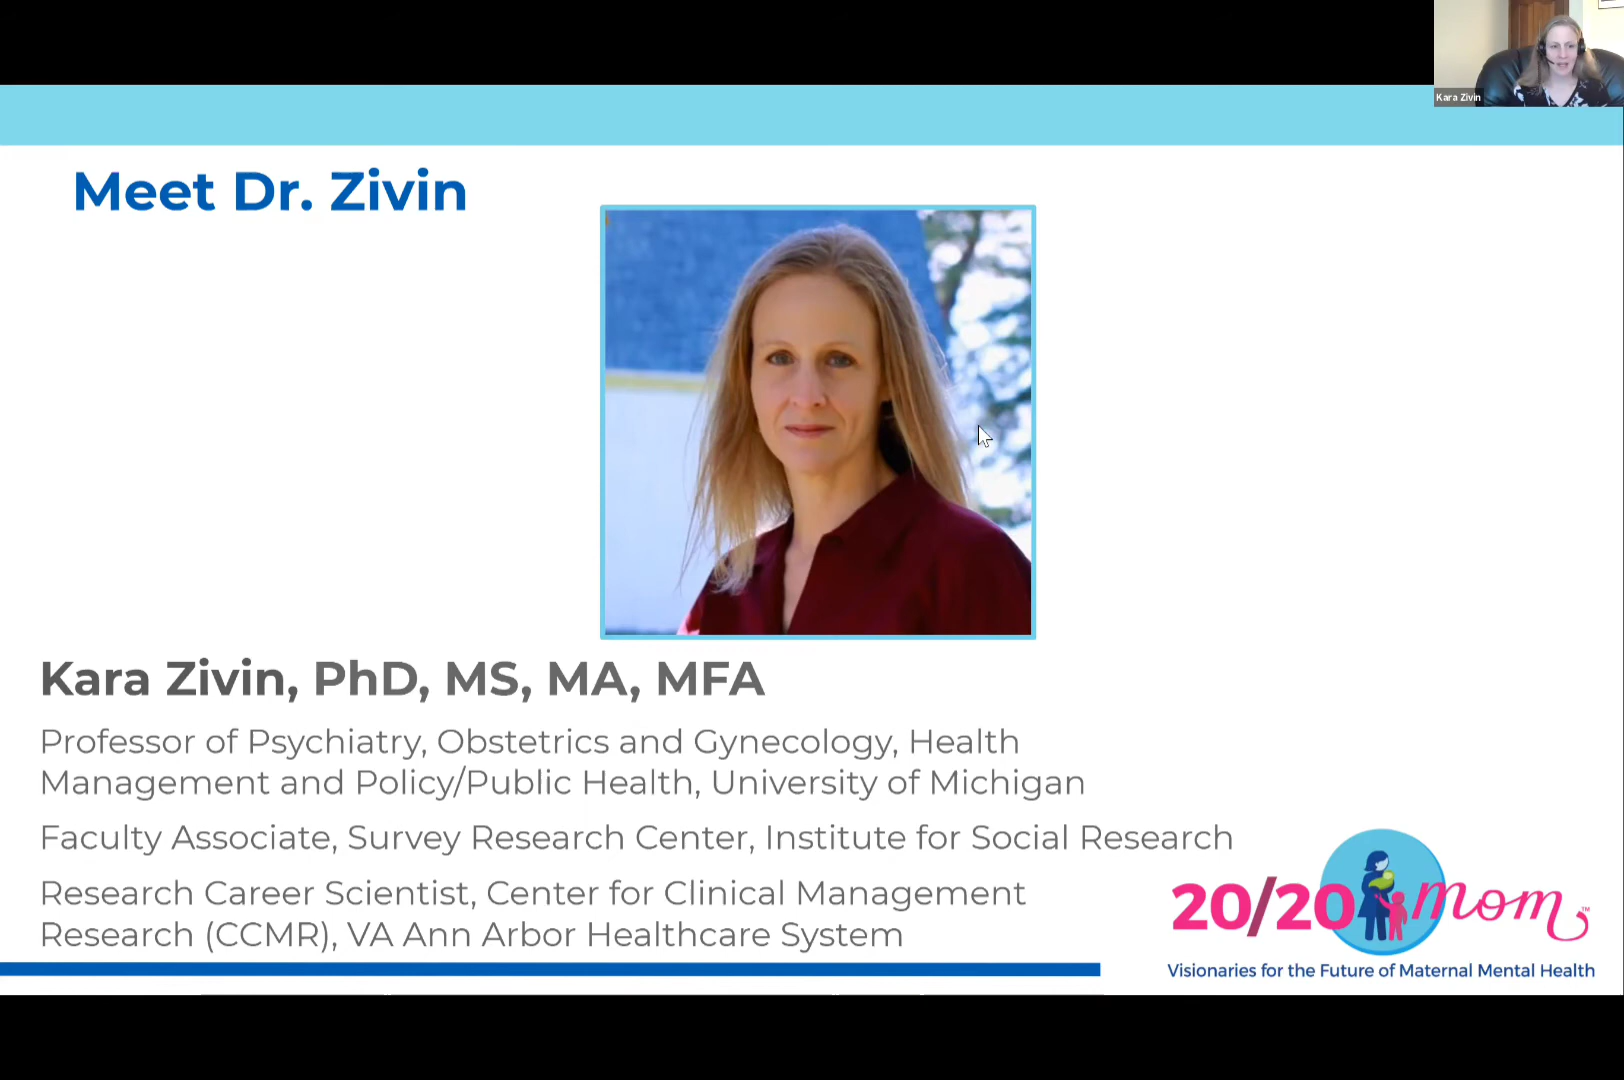 Kara Zivin
Meet Dr. Zivin
Kara Zivin, PhD, MS, MA, MFA
Professor of Psychiatry, Obstetrics and Gynecology, Health
Management and Policy/Public Health, University of Michigan
Faculty Associate, Survey Research Center, Institute for Social Research
Research Career Scientist, Center for Clinical Management
Research (CCMR), VA Ann Arbor Healthcare System
20/20 mom™
Visionaries for the Future of Maternal Mental Health